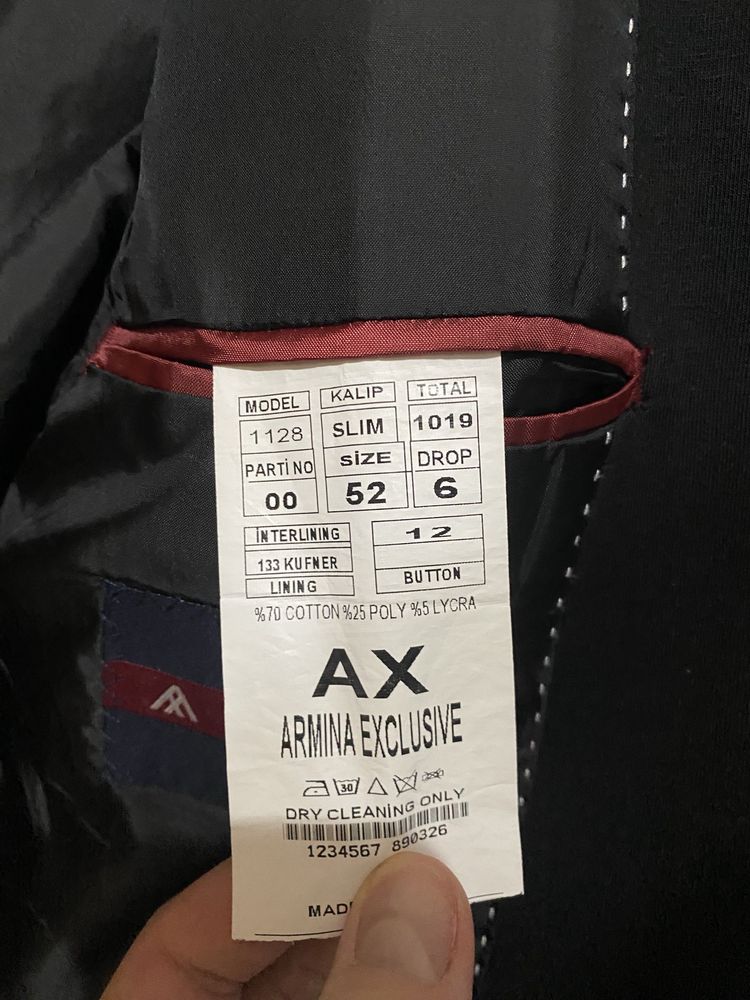 MODEL KALIP TOTAL
1128 SLIM 1019
PARTİ NO SİZE DROP
00 52 6
İNTERLINING 12
133 KUFNER
LINING BUTTON
%70 COTTON %25 POLY %5 LYCRA
AX
ARMINA EXCLUSIVE
30
DRY CLEANİNG ONLY
1234567 890326
MAD